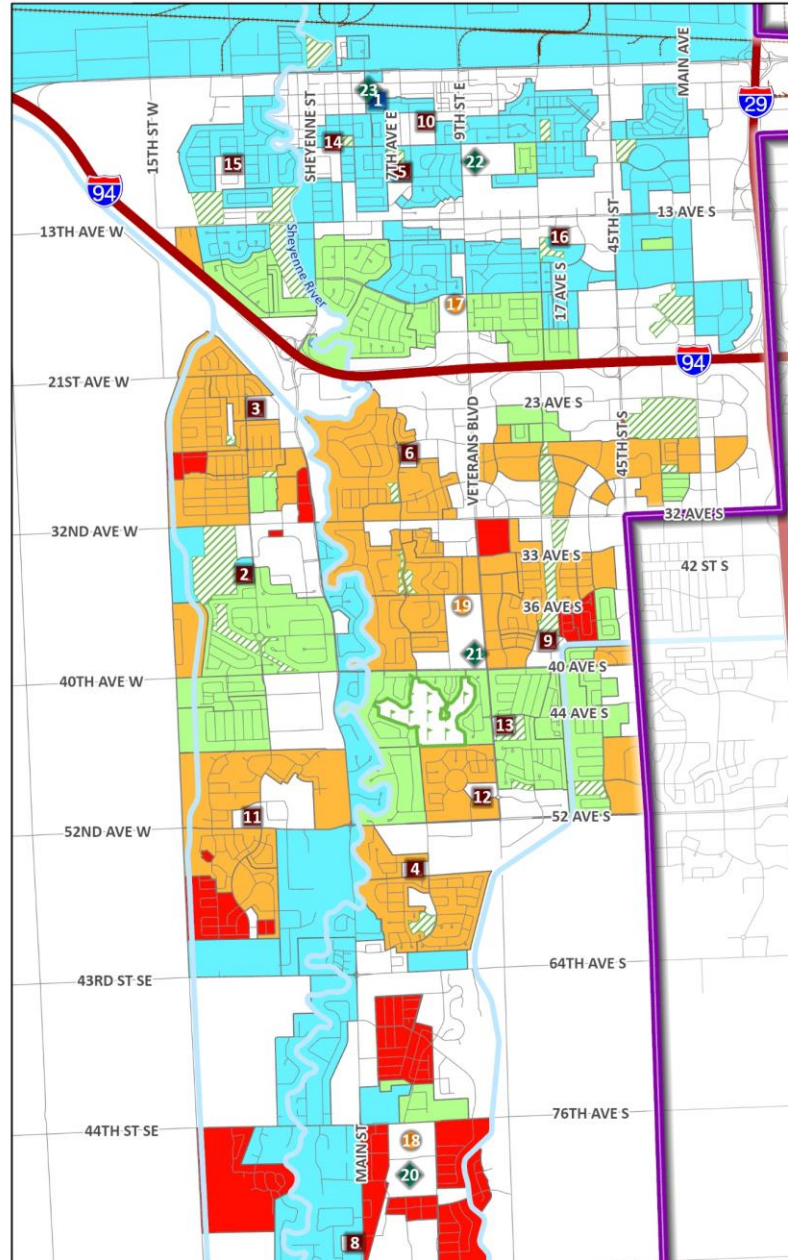 MAIN AVE
29
23
1
10
9TH ST E
7TH AVE E
SHEYENNE ST
15TH ST W
14
15
5
22
94
13TH AVE W
13 AVE S
45TH ST
16
17 AVE S
Sheyenne River
17
94
21ST AVE W
3
23 AVE S
VETERANS BLVD
45TH ST S
6
32ND AVE W
32 AVE S
33 AVE S
42 ST S
2
36 AVE S
19
9
21
40 AVE S
40TH AVE W
44 AVE S
13
12
11
52 AVE S
52ND AVE W
4
64TH AVE S
43RD ST SE
76TH AVE S
44TH ST SE
18
MAIN ST
20
8